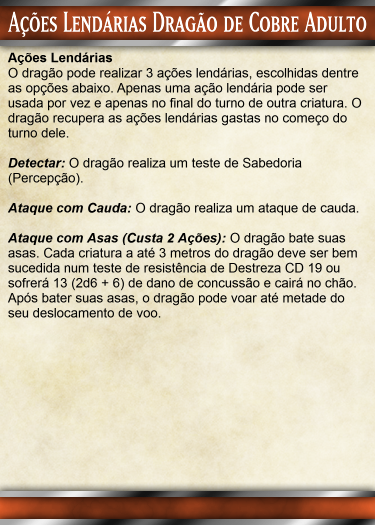 Ações Lendárias Dragão de Cobre Adulto
Ações Lendárias
O dragão pode realizar 3 ações lendárias, escolhidas dentre
as opções abaixo. Apenas uma ação lendária pode ser
usada por vez e apenas no final do turno de outra criatura. O
dragão recupera as ações lendárias gastas no começo do
turno dele.
Detectar: O dragão realiza um teste de Sabedoria
(Percepção).
Ataque com Cauda: O dragão realiza um ataque de cauda.
Ataque com Asas (Custa 2 Ações): O dragão bate suas
asas. Cada criatura a até 3 metros do dragão deve ser bem
sucedida num teste de resistência de Destreza CD 19 ou
sofrerá 13 (2d6 + 6) de dano de concussão e cairá no chão.
Após bater suas asas, o dragão pode voar até metade do
seu deslocamento de voo.